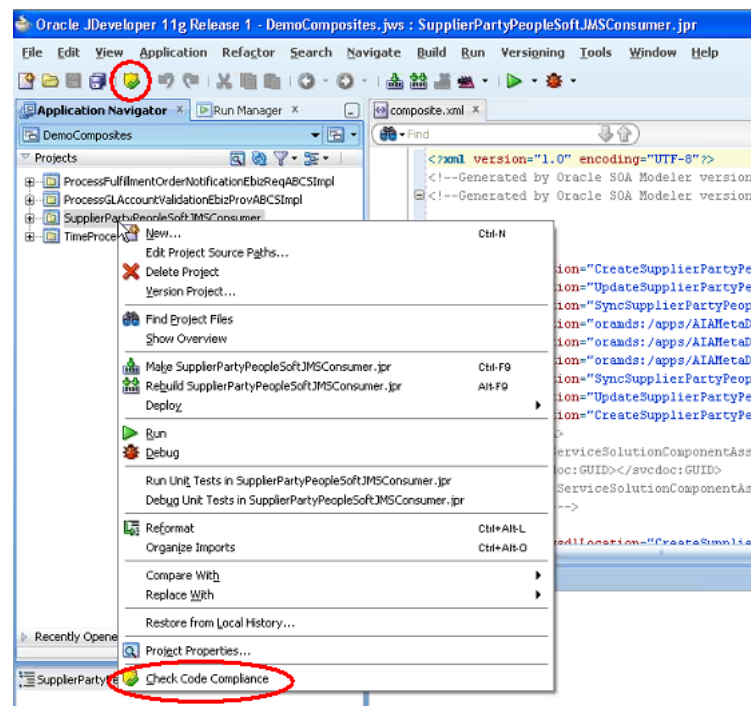 Oracle JDeveloper 11g Release 1 - DemoComposites.jws : SupplierPartyPeopleSoftJMSConsumer.jpr
File Edit View Application Refactor Search Navigate Build Run Versioning Tools Window Help
Application Navigator × Run Manager × composite.xml ×
DemoComposites Find
Projects
<?xml version="1.0" encoding="UTF-8"?>
<!--Generated by Oracle SOA Modeler version
<!--Generated by Oracle SOA Modeler version
ProcessFulfillmentOrderNotificationEbizReqABCSImpl
ProcessGLAccountValidationEbizProvABCSImpl
SupplierPartyPeopleSoftJMSConsumer
TimeProce
New... Ctrl-N
Edit Project Source Paths...
Delete Project
Version Project...
Find Project Files
Show Overview
Make SupplierPartyPeopleSoftJMSConsumer.jpr Ctrl-F9
Rebuild SupplierPartyPeopleSoftJMSConsumer.jpr Alt-F9
Deploy
Run
Debug
Run Unit Tests in SupplierPartyPeopleSoftJMSConsumer.jpr
Debug Unit Tests in SupplierPartyPeopleSoftJMSConsumer.jpr
Reformat Ctrl+Alt-L
Organize Imports Ctrl+Alt-O
Compare With
Replace With
Restore from Local History...
Project Properties...
Check Code Compliance
ion="CreateSupplierPartyPe
ion="UpdateSupplierPartyPe
ion="SyncSupplierPartyPeop
ion="oramds:/apps/AIAMetaD
ion="oramds:/apps/AIAMetaD
ion="oramds:/apps/AIAMetaD
ion="SyncSupplierPartyPeop
ion="UpdateSupplierPartyPe
ion="CreateSupplierPartyPe
>
ServiceSolutionComponentAss
doc:GUID></svcdoc:GUID>
ServiceSolutionComponentAs
-->
sdlLocation="CreateSupplie
Recently Opene
SupplierPartyPe